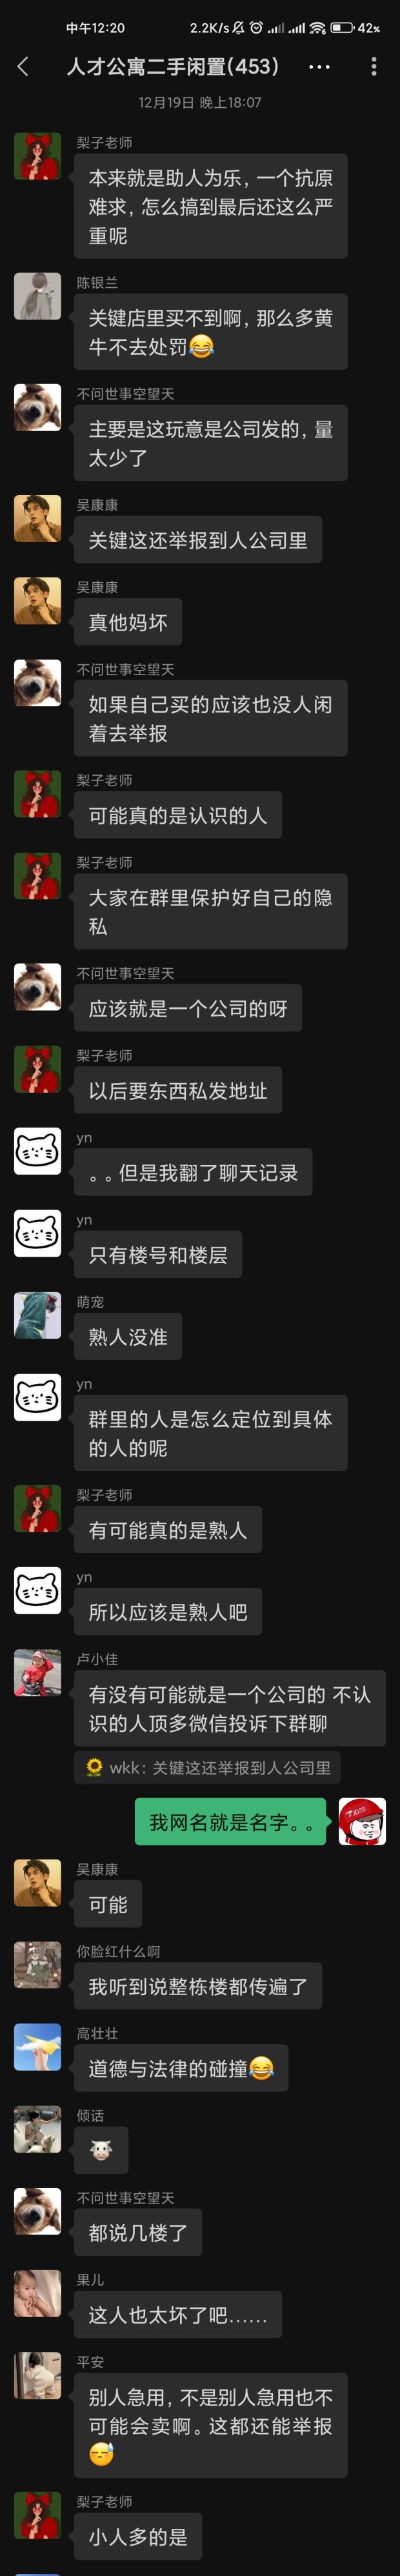 中午12:20
2.2K/s
42%
人才公寓二手闲置(453)
12月19日 晚上18:07
梨子老师
本来就是助人为乐，一个抗原
难求，怎么搞到最后还这么严
重呢
陈银兰
关键店里买不到啊，那么多黄
牛不去处罚😂
不问世事空望天
主要是这玩意是公司发的，量
太少了
吴康康
关键这还举报到人公司里
吴康康
真他妈坏
不问世事空望天
如果自己买的应该也没人闲
着去举报
梨子老师
可能真的是认识的人
梨子老师
大家在群里保护好自己的隐
私
不问世事空望天
应该就是一个公司的呀
梨子老师
以后要东西私发地址
yn
。。但是我翻了聊天记录
yn
只有楼号和楼层
萌宠
熟人没准
yn
群里的人是怎么定位到具体
的人的呢
梨子老师
有可能真的是熟人
yn
所以应该是熟人吧
卢小佳
有没有可能就是一个公司的 不认
识的人顶多微信投诉下群聊
🌻 wkk：关键这还举报到人公司里
我网名就是名字。。
吴康康
可能
你脸红什么啊
我听到说整栋楼都传遍了
高壮壮
道德与法律的碰撞😂
倾话
🐮
不问世事空望天
都说几楼了
果儿
这人也太坏了吧……
平安
别人急用，不是别人急用也不
可能会卖啊。这都还能举报
😅
梨子老师
小人多的是